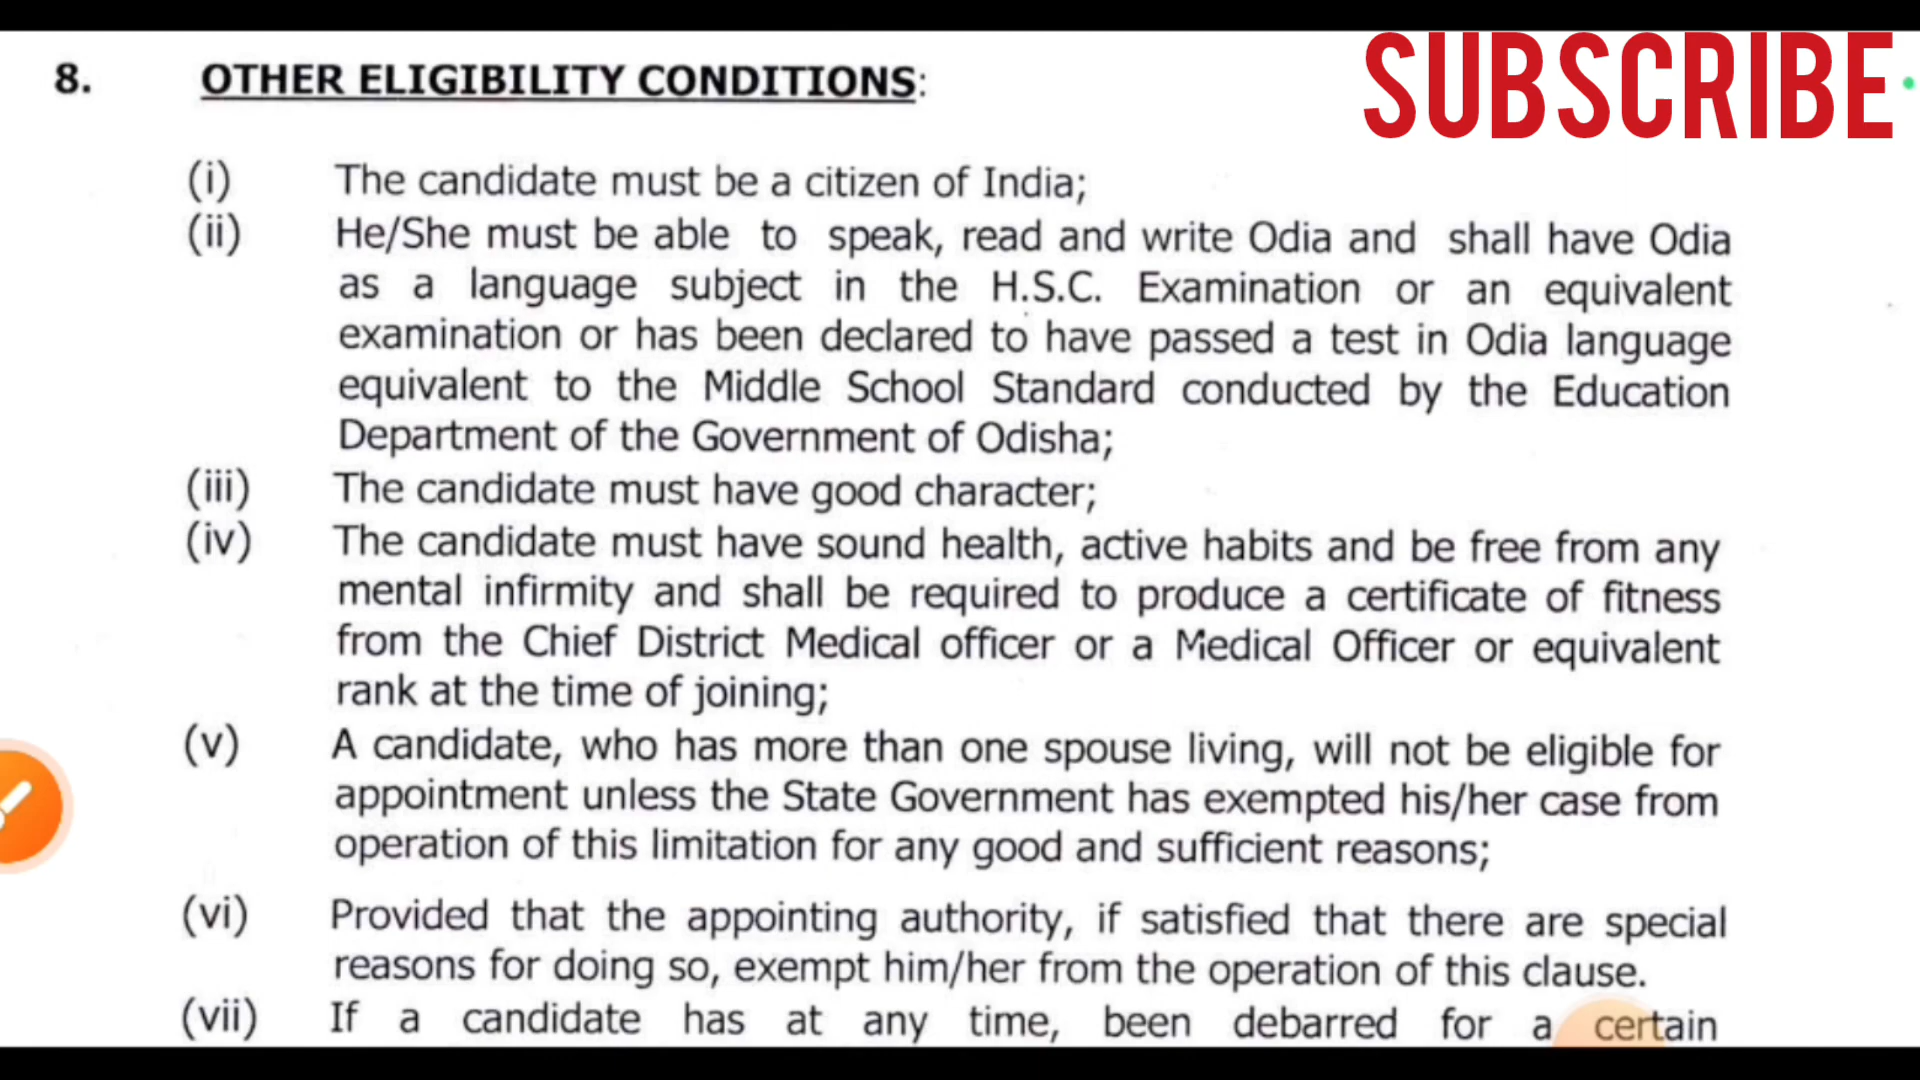 SUBSCRIBE
8. OTHER ELIGIBILITY CONDITIONS:
(i) The candidate must be a citizen of India;
(ii) He/She must be able to speak, read and write Odia and shall have Odia
as a language subject in the H.S.C. Examination or an equivalent
examination or has been declared to have passed a test in Odia language
equivalent to the Middle School Standard conducted by the Education
Department of the Government of Odisha;
(iii) The candidate must have good character;
(iv) The candidate must have sound health, active habits and be free from any
mental infirmity and shall be required to produce a certificate of fitness
from the Chief District Medical officer or a Medical Officer or equivalent
rank at the time of joining;
(v) A candidate, who has more than one spouse living, will not be eligible for
appointment unless the State Government has exempted his/her case from
operation of this limitation for any good and sufficient reasons;
(vi) Provided that the appointing authority, if satisfied that there are special
reasons for doing so, exempt him/her from the operation of this clause.
(vii) If a candidate has at any time, been debarred for a certain